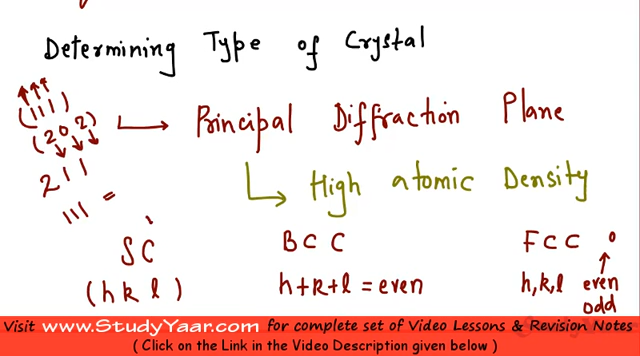 Determining Type of Crystal
(111)
(202)
Principal Diffraction Plane
211
High atomic Density
111 =
SC BCC FCC 0
(h k l) h+k+l = even h,k,l even
odd
Visit www.StudyYaar.com for complete set of Video Lessons & Revision Notes
( Click on the Link in the Video Description given below )